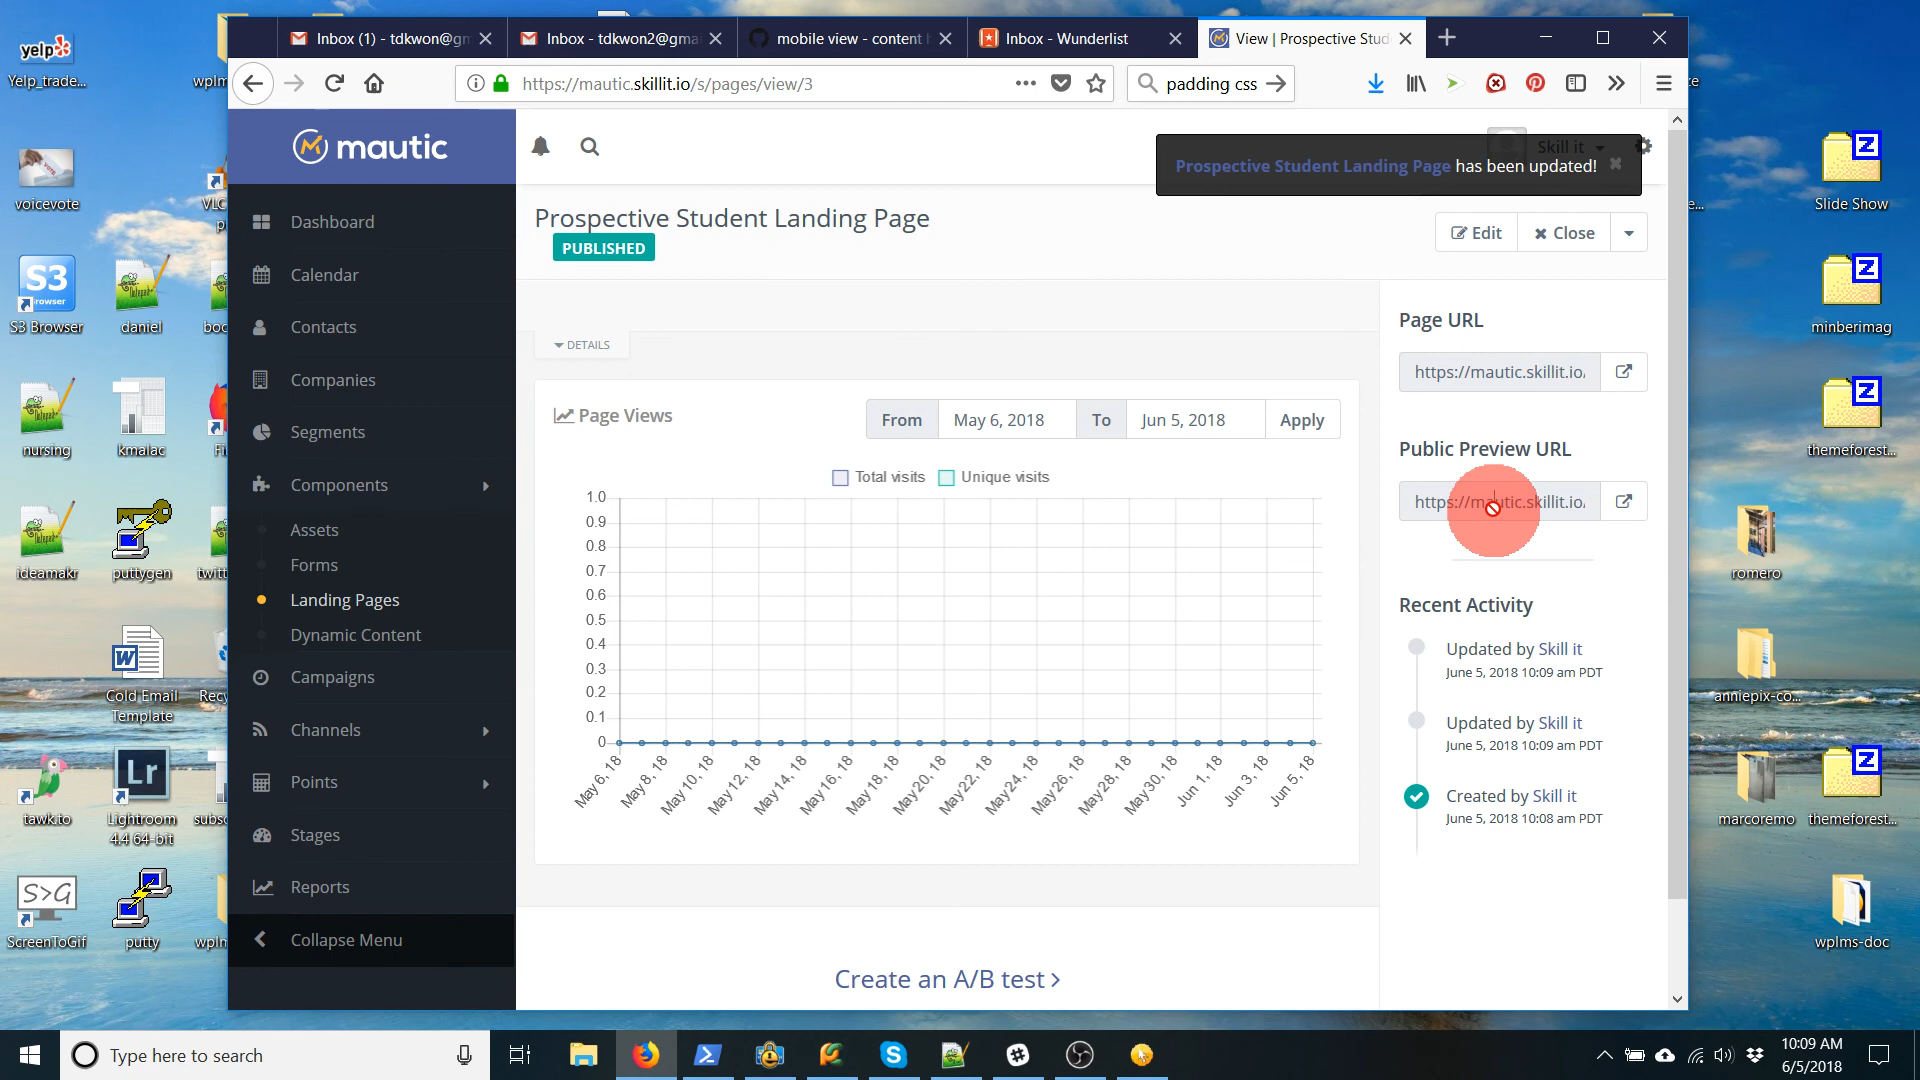 Inbox (1) - tdkwon@gm
Inbox - tdkwon2@gmai
mobile view - content h
Inbox - Wunderlist
View | Prospective Stud
https://mautic.skillit.io/s/pages/view/3
padding css
mautic
Skill it
Prospective Student Landing Page has been updated!
Prospective Student Landing Page
PUBLISHED
Edit
Close
Dashboard
Calendar
Contacts
Companies
Segments
Components
Assets
Forms
Landing Pages
Dynamic Content
Campaigns
Channels
Points
Stages
Reports
Collapse Menu
DETAILS
Page Views
From
May 6, 2018
To
Jun 5, 2018
Apply
Total visits
Unique visits
1.0
0.9
0.8
0.7
0.6
0.5
0.4
0.3
0.2
0.1
0
May 6, 18
May 8, 18
May 10, 18
May 12, 18
May 14, 18
May 16, 18
May 18, 18
May 20, 18
May 22, 18
May 24, 18
May 26, 18
May 28, 18
May 30, 18
Jun 1, 18
Jun 3, 18
Jun 5, 18
Create an A/B test
Page URL
https://mautic.skillit.io/
Public Preview URL
https://mautic.skillit.io/
Recent Activity
Updated by Skill it
June 5, 2018 10:09 am PDT
Updated by Skill it
June 5, 2018 10:09 am PDT
Created by Skill it
June 5, 2018 10:08 am PDT
yelp
Yelp_trade...
voicevote
S3
Browser
S3 Browser
daniel
nursing
kmalac
ideamakr
puttygen
Cold Email
Template
tawk.to
Lr
Lightroom
4.4 64-bit
S>G
ScreenToGif
putty
Slide Show
minberimag
themeforest...
romero
anniepix-co...
marcoremo
themeforest...
wplms-doc
Type here to search
10:09 AM
6/5/2018